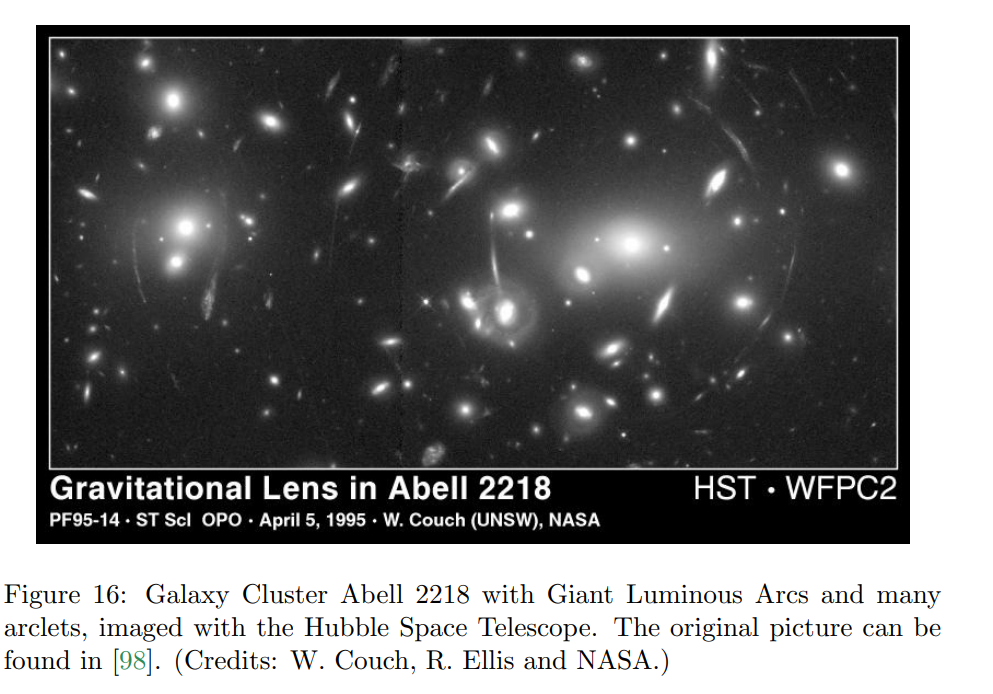 Gravitational Lens in Abell 2218
HST • WFPC2
PF95-14 • ST ScI OPO • April 5, 1995 • W. Couch (UNSW), NASA
Figure 16: Galaxy Cluster Abell 2218 with Giant Luminous Arcs and many
arclets, imaged with the Hubble Space Telescope. The original picture can be
found in [98]. (Credits: W. Couch, R. Ellis and NASA.)